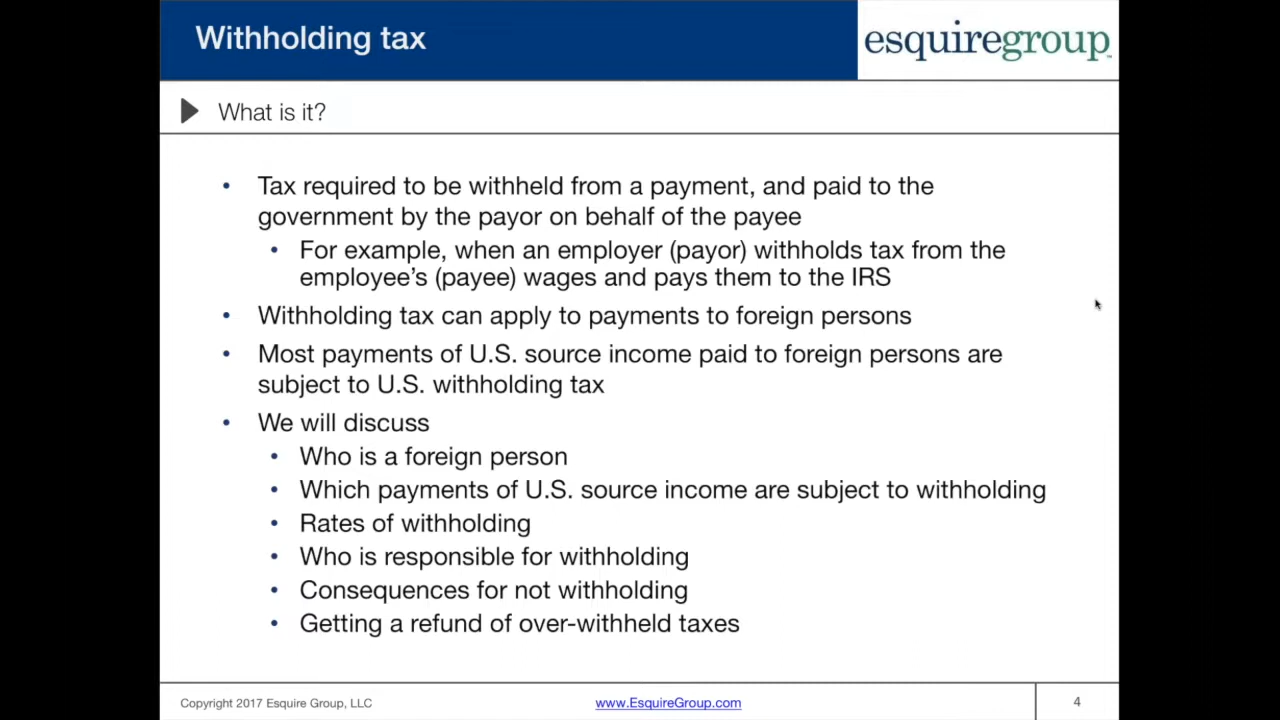 Withholding tax
esquiregroup
What is it?
• Tax required to be withheld from a payment, and paid to the
government by the payor on behalf of the payee
• For example, when an employer (payor) withholds tax from the
employee's (payee) wages and pays them to the IRS
• Withholding tax can apply to payments to foreign persons
• Most payments of U.S. source income paid to foreign persons are
subject to U.S. withholding tax
• We will discuss
• Who is a foreign person
• Which payments of U.S. source income are subject to withholding
• Rates of withholding
• Who is responsible for withholding
• Consequences for not withholding
• Getting a refund of over-withheld taxes
Copyright 2017 Esquire Group, LLC
www.EsquireGroup.com
4